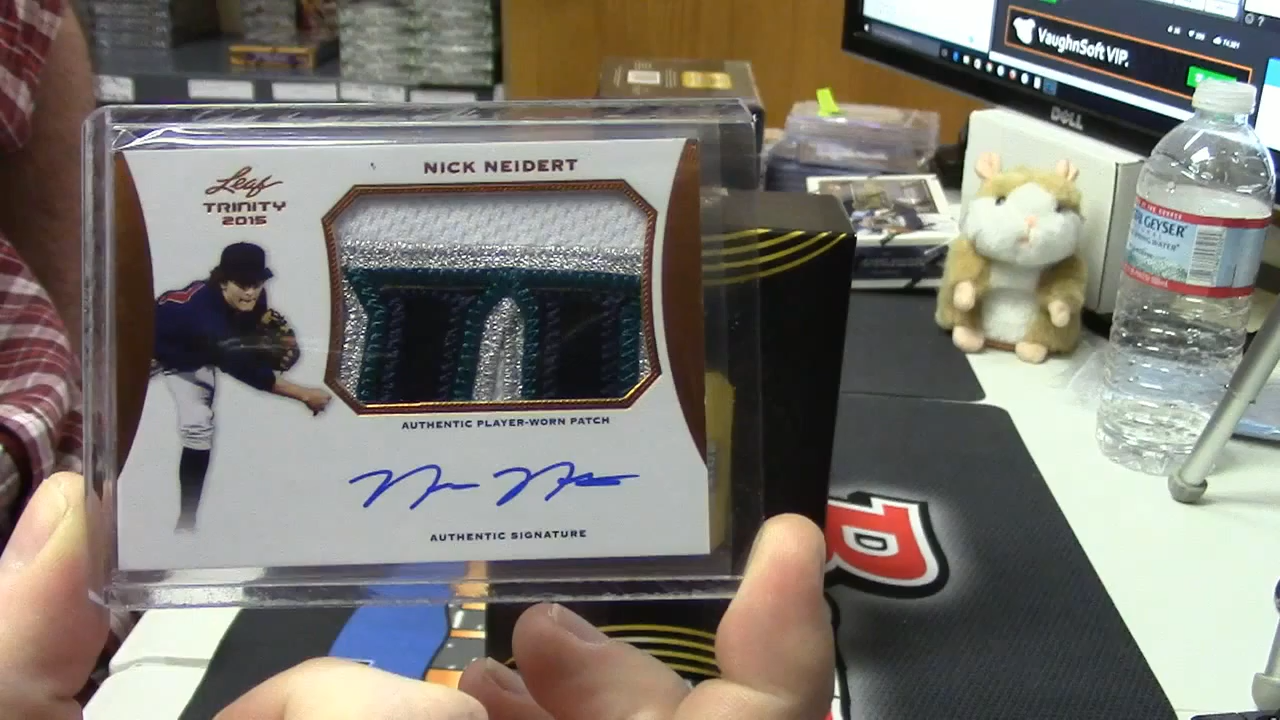 NICK NEIDERT
Leaf
TRINITY
2015
AUTHENTIC PLAYER-WORN PATCH
AUTHENTIC SIGNATURE
VaughnSoft VIP.
DELL
GEYSER